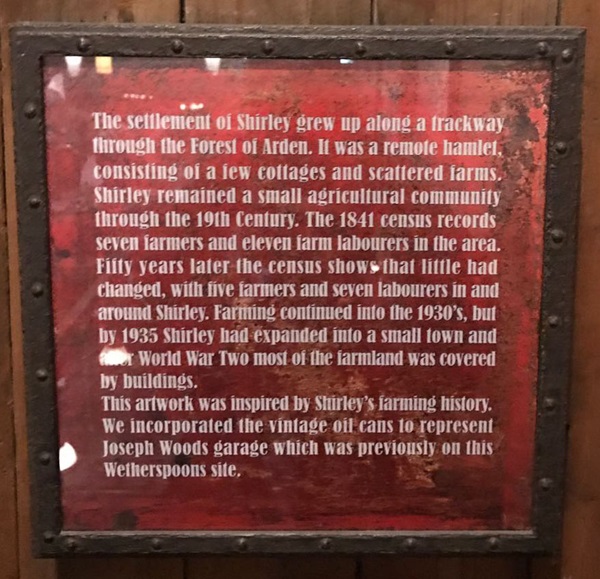 The settlement of Shirley grew up along a trackway
through the Forest of Arden. It was a remote hamlet,
consisting of a few cottages and scattered farms.
Shirley remained a small agricultural community
through the 19th Century. The 1841 census records
seven farmers and eleven farm labourers in the area.
Fifty years later the census shows that little had
changed, with five farmers and seven labourers in and
around Shirley. Farming continued into the 1930's, but
by 1935 Shirley had expanded into a small town and
after World War Two most of the farmland was covered
by buildings.
This artwork was inspired by Shirley's farming history.
We incorporated the vintage oil cans to represent
Joseph Woods garage which was previously on this
Wetherspoons site.